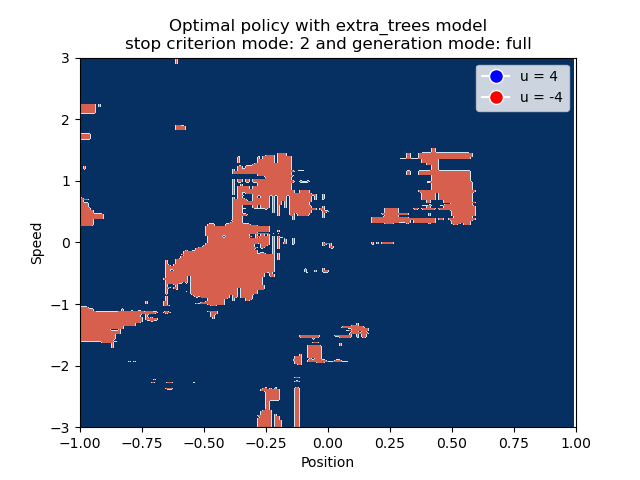 Optimal policy with extra_trees model
stop criterion mode: 2 and generation mode: full
u = 4
u = -4
Speed
3
2
1
0
−1
−2
−3
−1.00 −0.75 −0.50 −0.25 0.00 0.25 0.50 0.75 1.00
Position